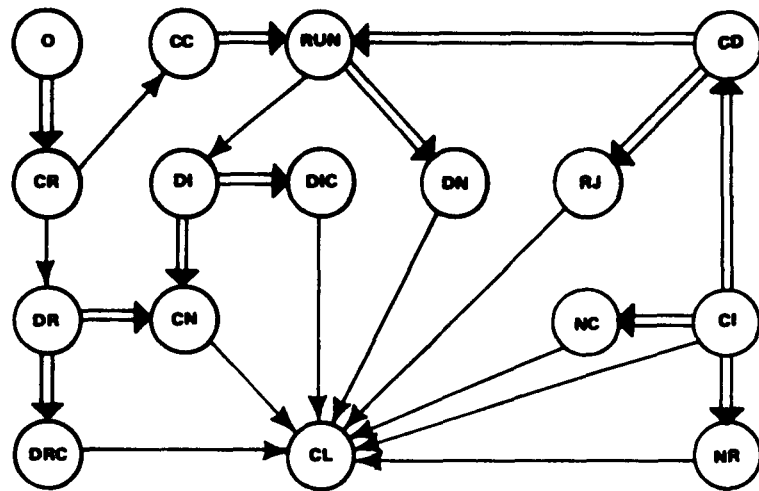 O CC RUN CD
CR DI DIC DN RJ
DR CN NC CI
DRC CL NR